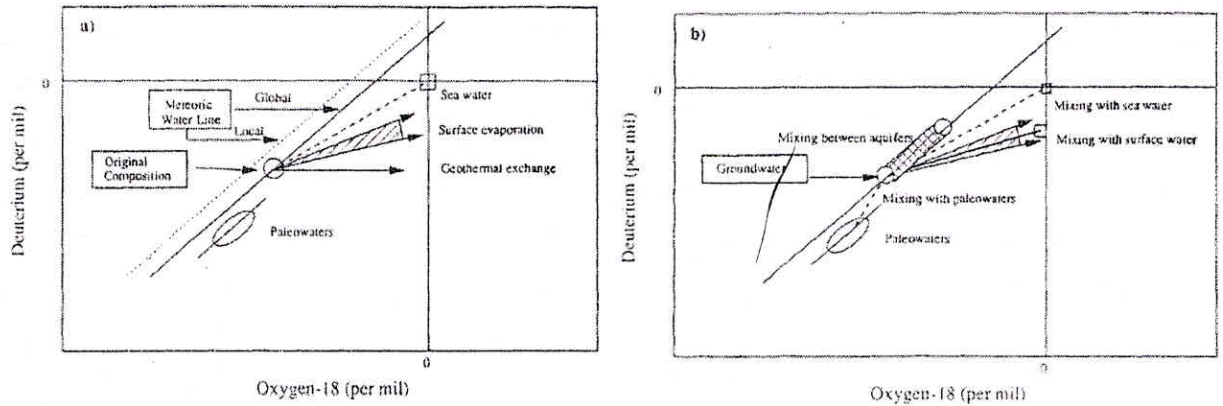 a)
0
Meteoric
Water Line
Global
Local
Original
Composition
Sea water
Surface evaporation
Geothermal exchange
Paleowaters
Deuterium (per mil)
0
Oxygen-18 (per mil)
b)
0
Mixing with sea water
Mixing between aquifers
Mixing with surface water
Groundwater
Mixing with paleowaters
Paleowaters
Deuterium (per mil)
0
Oxygen-18 (per mil)